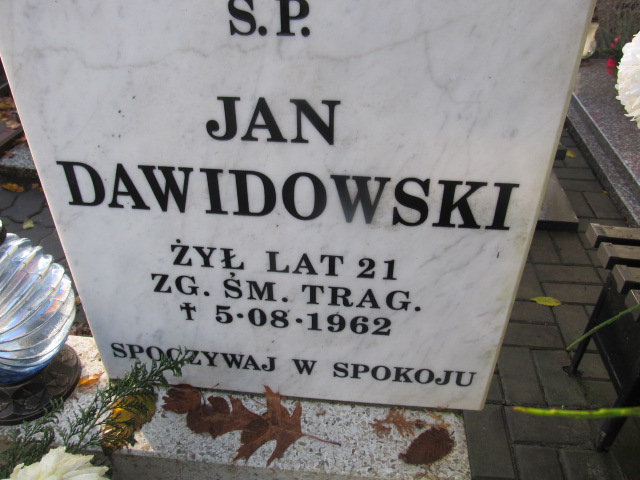 Ś.P.
JAN
DAWIDOWSKI
ŻYŁ LAT 21
ZG. ŚM. TRAG.
† 5·08·1962
SPOCZYWAJ W SPOKOJU